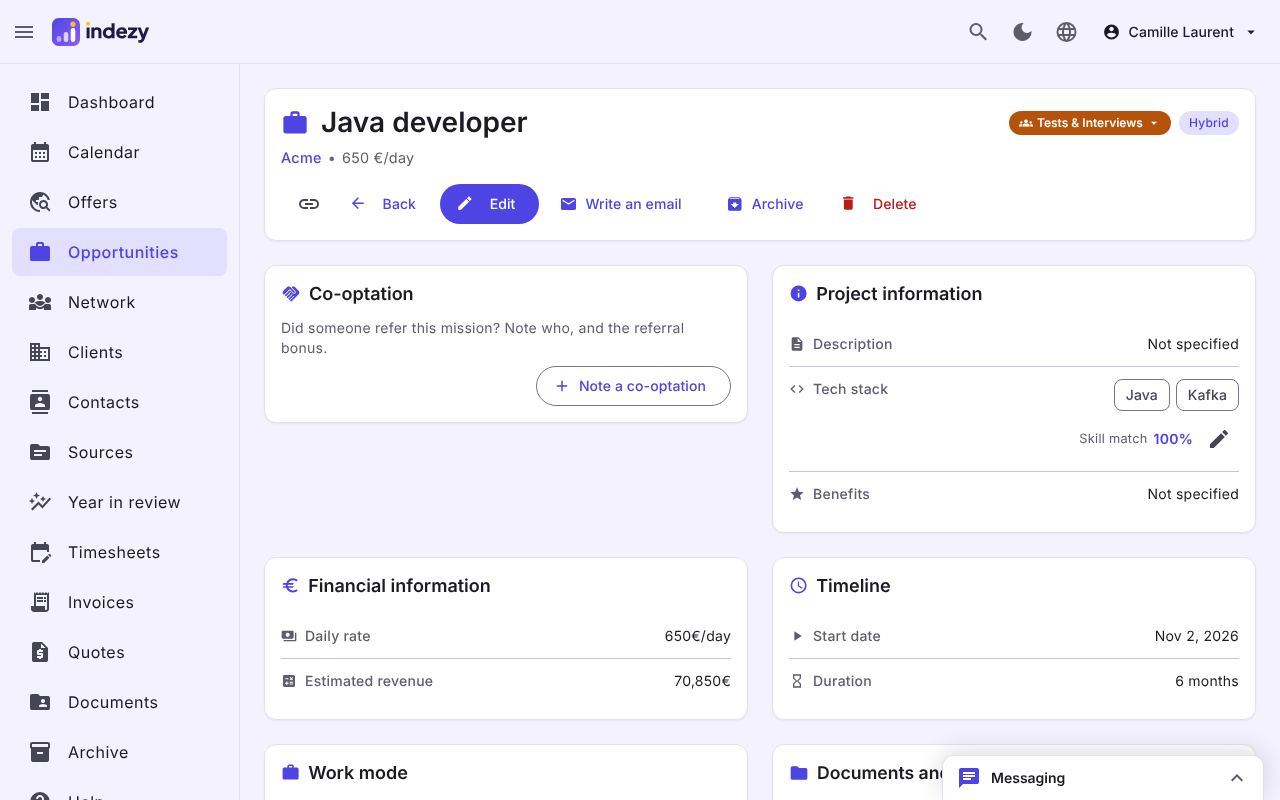 indezy
Camille Laurent
Dashboard
Calendar
Offers
Opportunities
Network
Clients
Contacts
Sources
Year in review
Timesheets
Invoices
Quotes
Documents
Archive
Java developer
Tests & Interviews
Hybrid
Acme • 650 €/day
Back
Edit
Write an email
Archive
Delete
Co-optation
Did someone refer this mission? Note who, and the referral
bonus.
Note a co-optation
Project information
Description Not specified
Tech stack Java Kafka
Skill match 100%
Benefits Not specified
Financial information
Daily rate 650€/day
Estimated revenue 70,850€
Timeline
Start date Nov 2, 2026
Duration 6 months
Work mode
Documents
Messaging